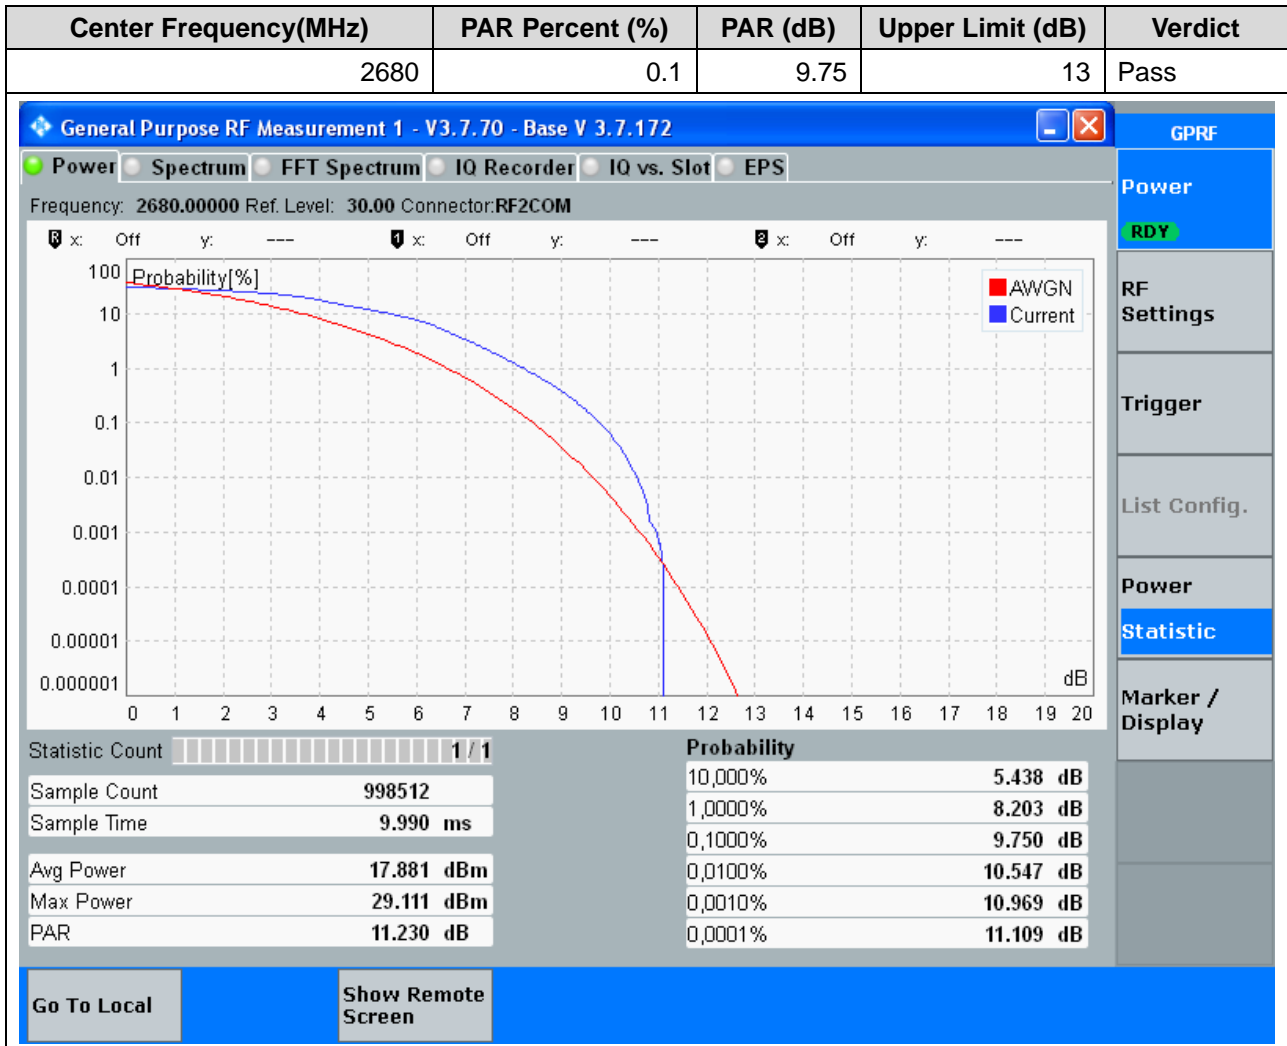 Center Frequency(MHz) PAR Percent (%) PAR (dB) Upper Limit (dB) Verdict
2680 0.1 9.75 13 Pass
General Purpose RF Measurement 1 - V3.7.70 - Base V 3.7.172
GPRF
Power Spectrum FFT Spectrum IQ Recorder IQ vs. Slot EPS
Frequency: 2680.00000 Ref. Level: 30.00 Connector:RF2COM
R x: Off y: --- 1 x: Off y: --- 2 x: Off y: ---
Probability[%]
100
10
1
0.1
0.01
0.001
0.0001
0.00001
0.000001
AWGN
Current
dB
0 1 2 3 4 5 6 7 8 9 10 11 12 13 14 15 16 17 18 19 20
Statistic Count 1 / 1
Sample Count 998512
Sample Time 9.990 ms
Avg Power 17.881 dBm
Max Power 29.111 dBm
PAR 11.230 dB
Probability
10,000% 5.438 dB
1,0000% 8.203 dB
0,1000% 9.750 dB
0,0100% 10.547 dB
0,0010% 10.969 dB
0,0001% 11.109 dB
Power
RDY
RF
Settings
Trigger
List Config.
Power
Statistic
Marker /
Display
Go To Local
Show Remote
Screen